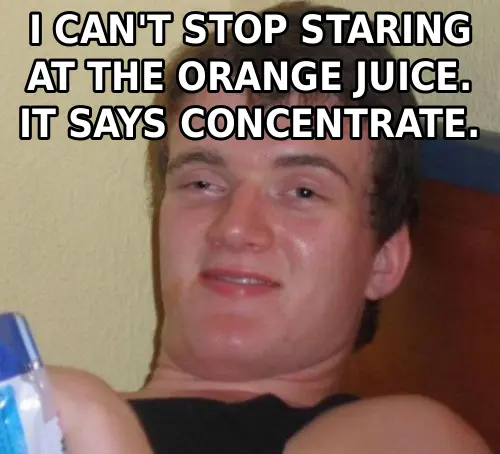 I CAN'T STOP STARING
AT THE ORANGE JUICE.
IT SAYS CONCENTRATE.